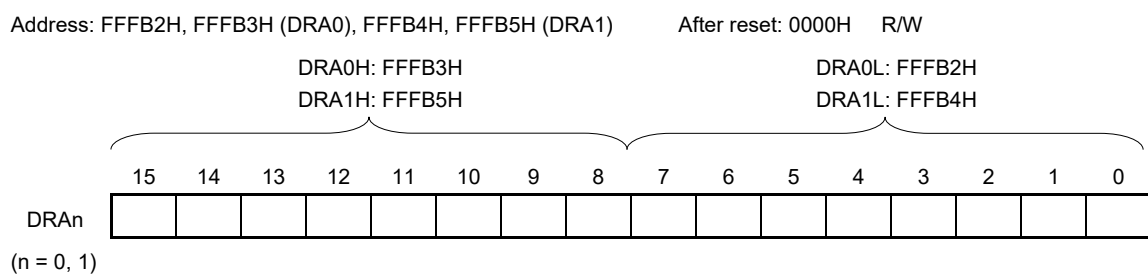 Address: FFFB2H, FFFB3H (DRA0), FFFB4H, FFFB5H (DRA1) After reset: 0000H R/W
DRA0H: FFFB3H DRA0L: FFFB2H
DRA1H: FFFB5H DRA1L: FFFB4H
15 14 13 12 11 10 9 8 7 6 5 4 3 2 1 0
DRAn
(n = 0, 1)